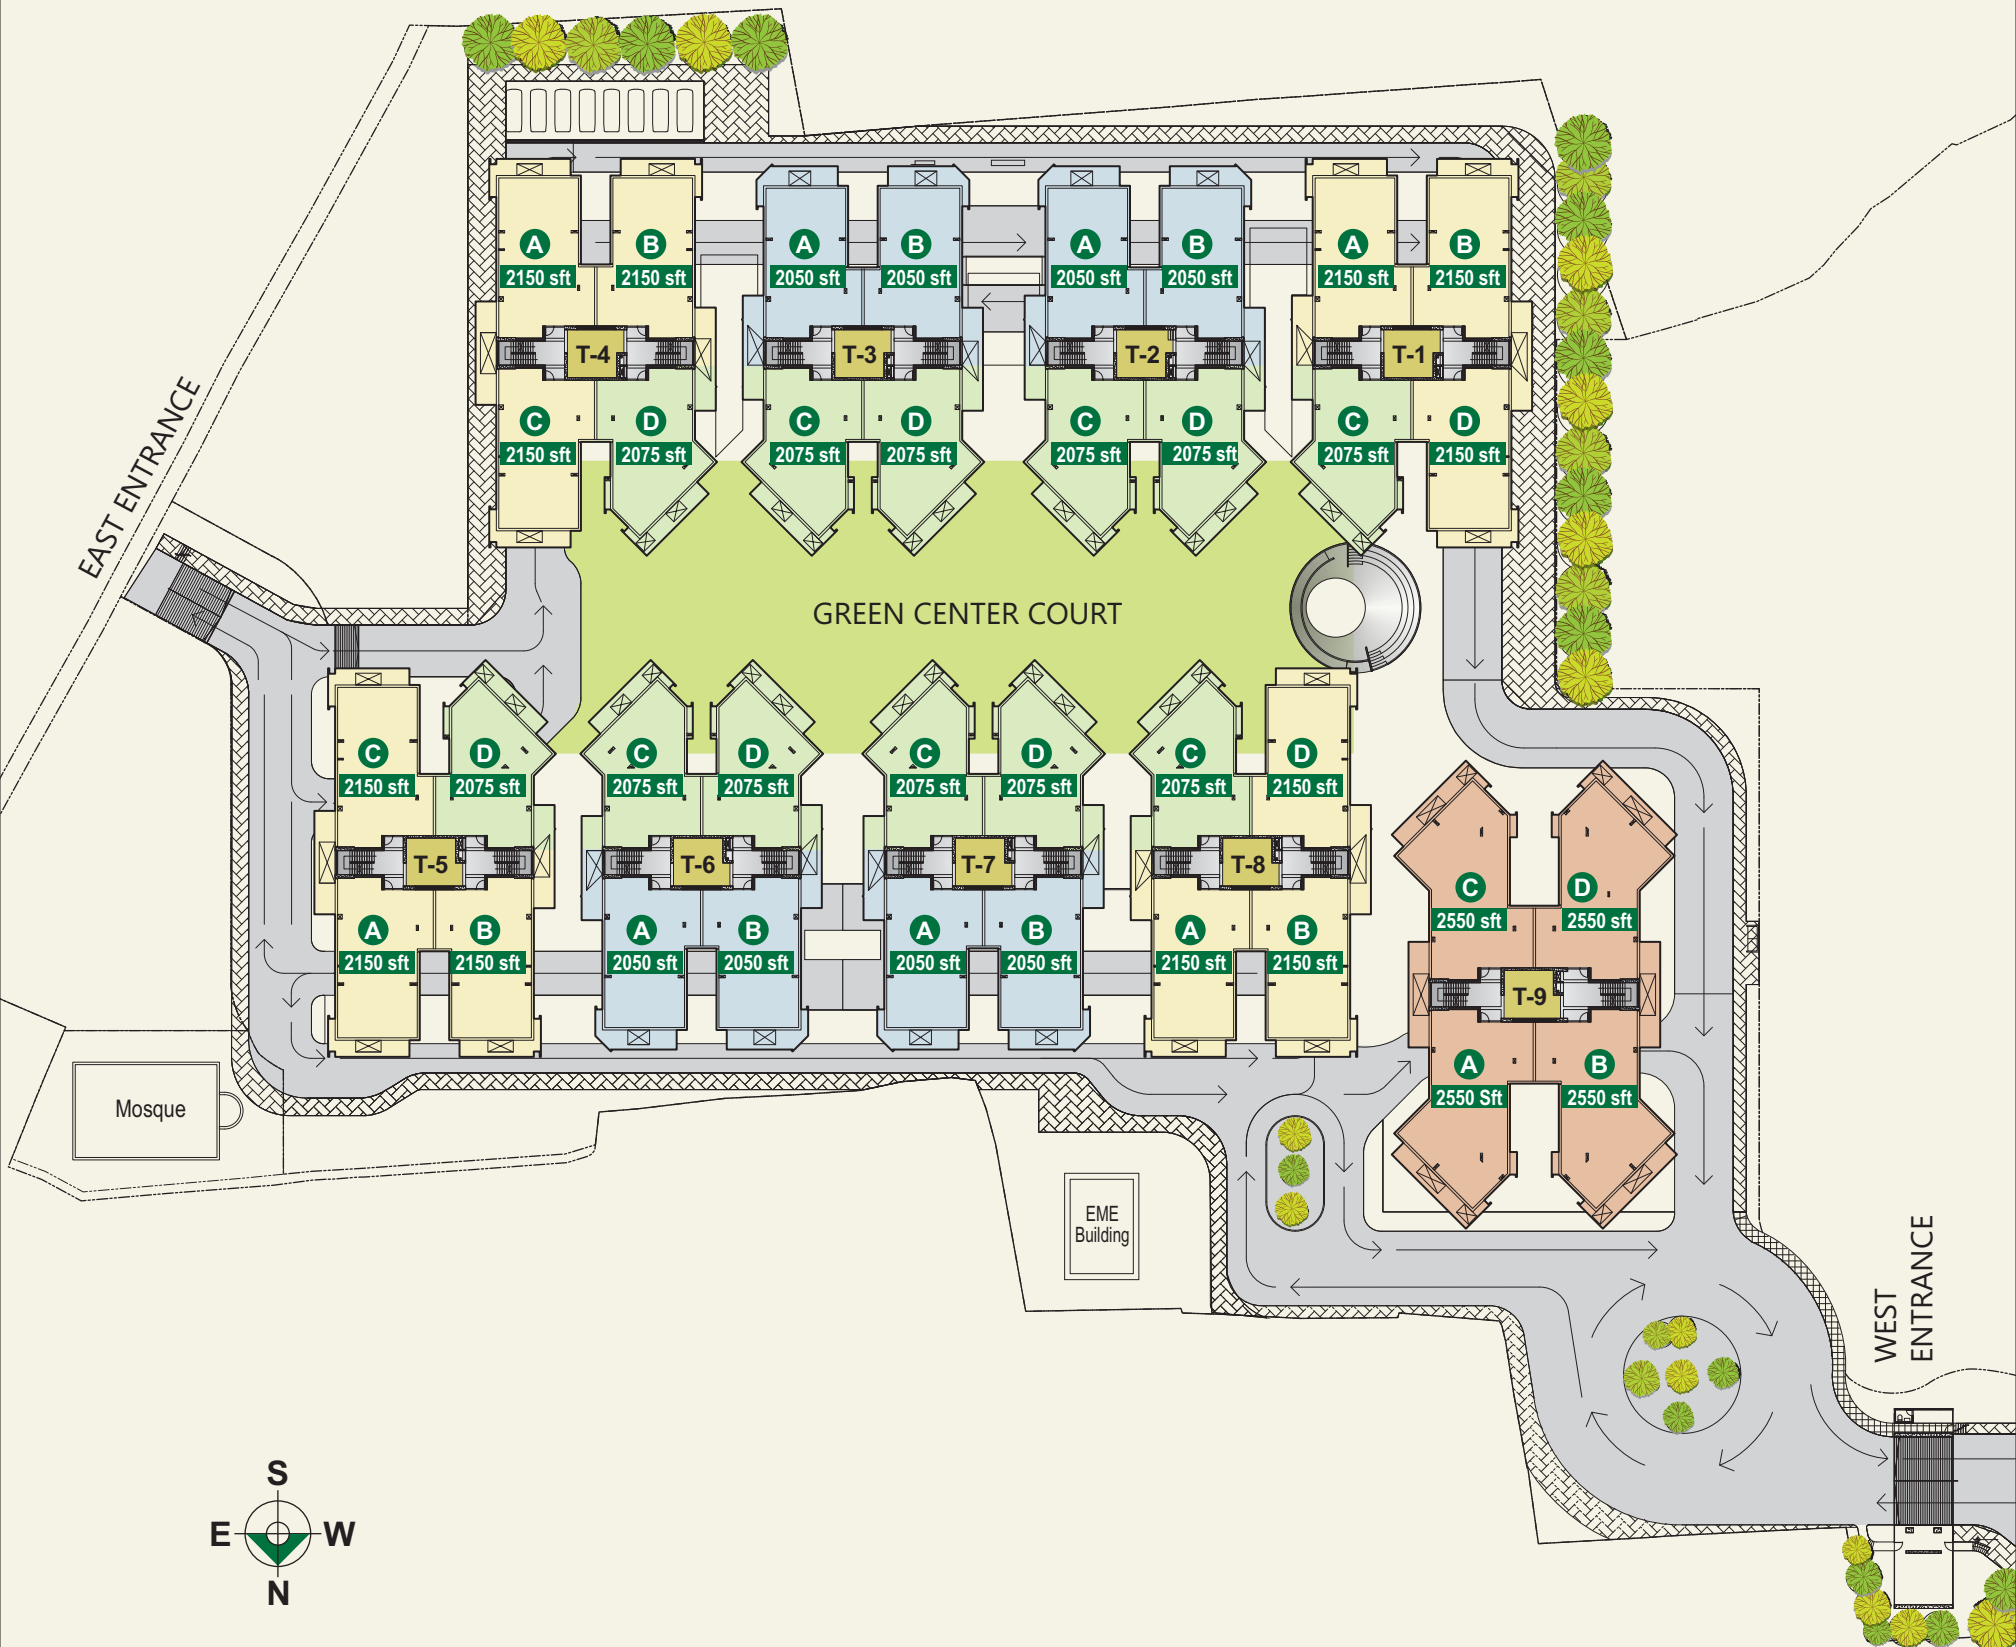 A
B
A
B
A
B
A
B
2150 sft
2150 sft
2050 sft
2050 sft
2050 sft
2050 sft
2150 sft
2150 sft
T-4
T-3
T-2
T-1
C
D
C
D
C
D
C
D
2150 sft
2075 sft
2075 sft
2075 sft
2075 sft
2075 sft
2075 sft
2150 sft
EAST ENTRANCE
GREEN CENTER COURT
C
D
C
D
C
D
C
D
2150 sft
2075 sft
2075 sft
2075 sft
2075 sft
2075 sft
2075 sft
2150 sft
T-5
T-6
T-7
T-8
A
B
A
B
A
B
A
B
2150 sft
2150 sft
2050 sft
2050 sft
2050 sft
2050 sft
2150 sft
2150 sft
C
D
2550 sft
2550 sft
T-9
A
B
2550 Sft
2550 sft
Mosque
EME
Building
WEST
ENTRANCE
S
E
W
N